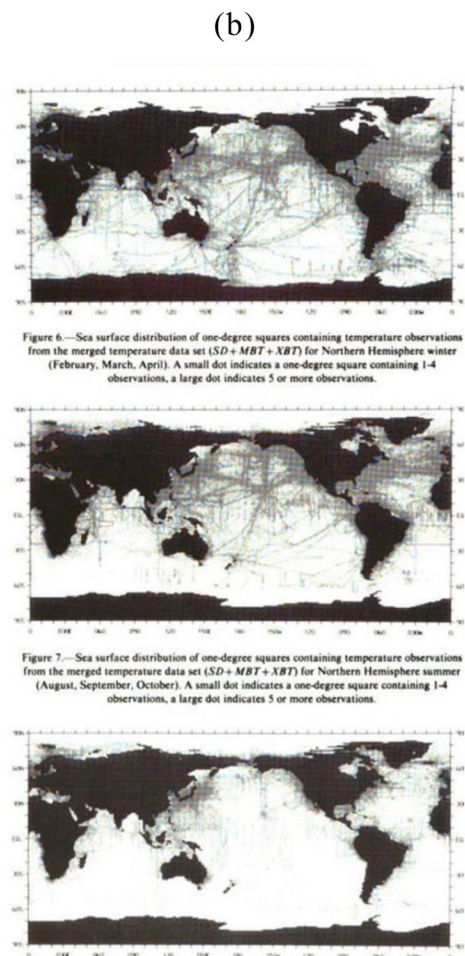 (b)
Figure 6.—Sea surface distribution of one-degree squares containing temperature observations
from the merged temperature data set (SD+MBT+XBT) for Northern Hemisphere winter
(February, March, April). A small dot indicates a one-degree square containing 1-4
observations, a large dot indicates 5 or more observations.
Figure 7.—Sea surface distribution of one-degree squares containing temperature observations
from the merged temperature data set (SD+MBT+XBT) for Northern Hemisphere summer
(August, September, October). A small dot indicates a one-degree square containing 1-4
observations, a large dot indicates 5 or more observations.